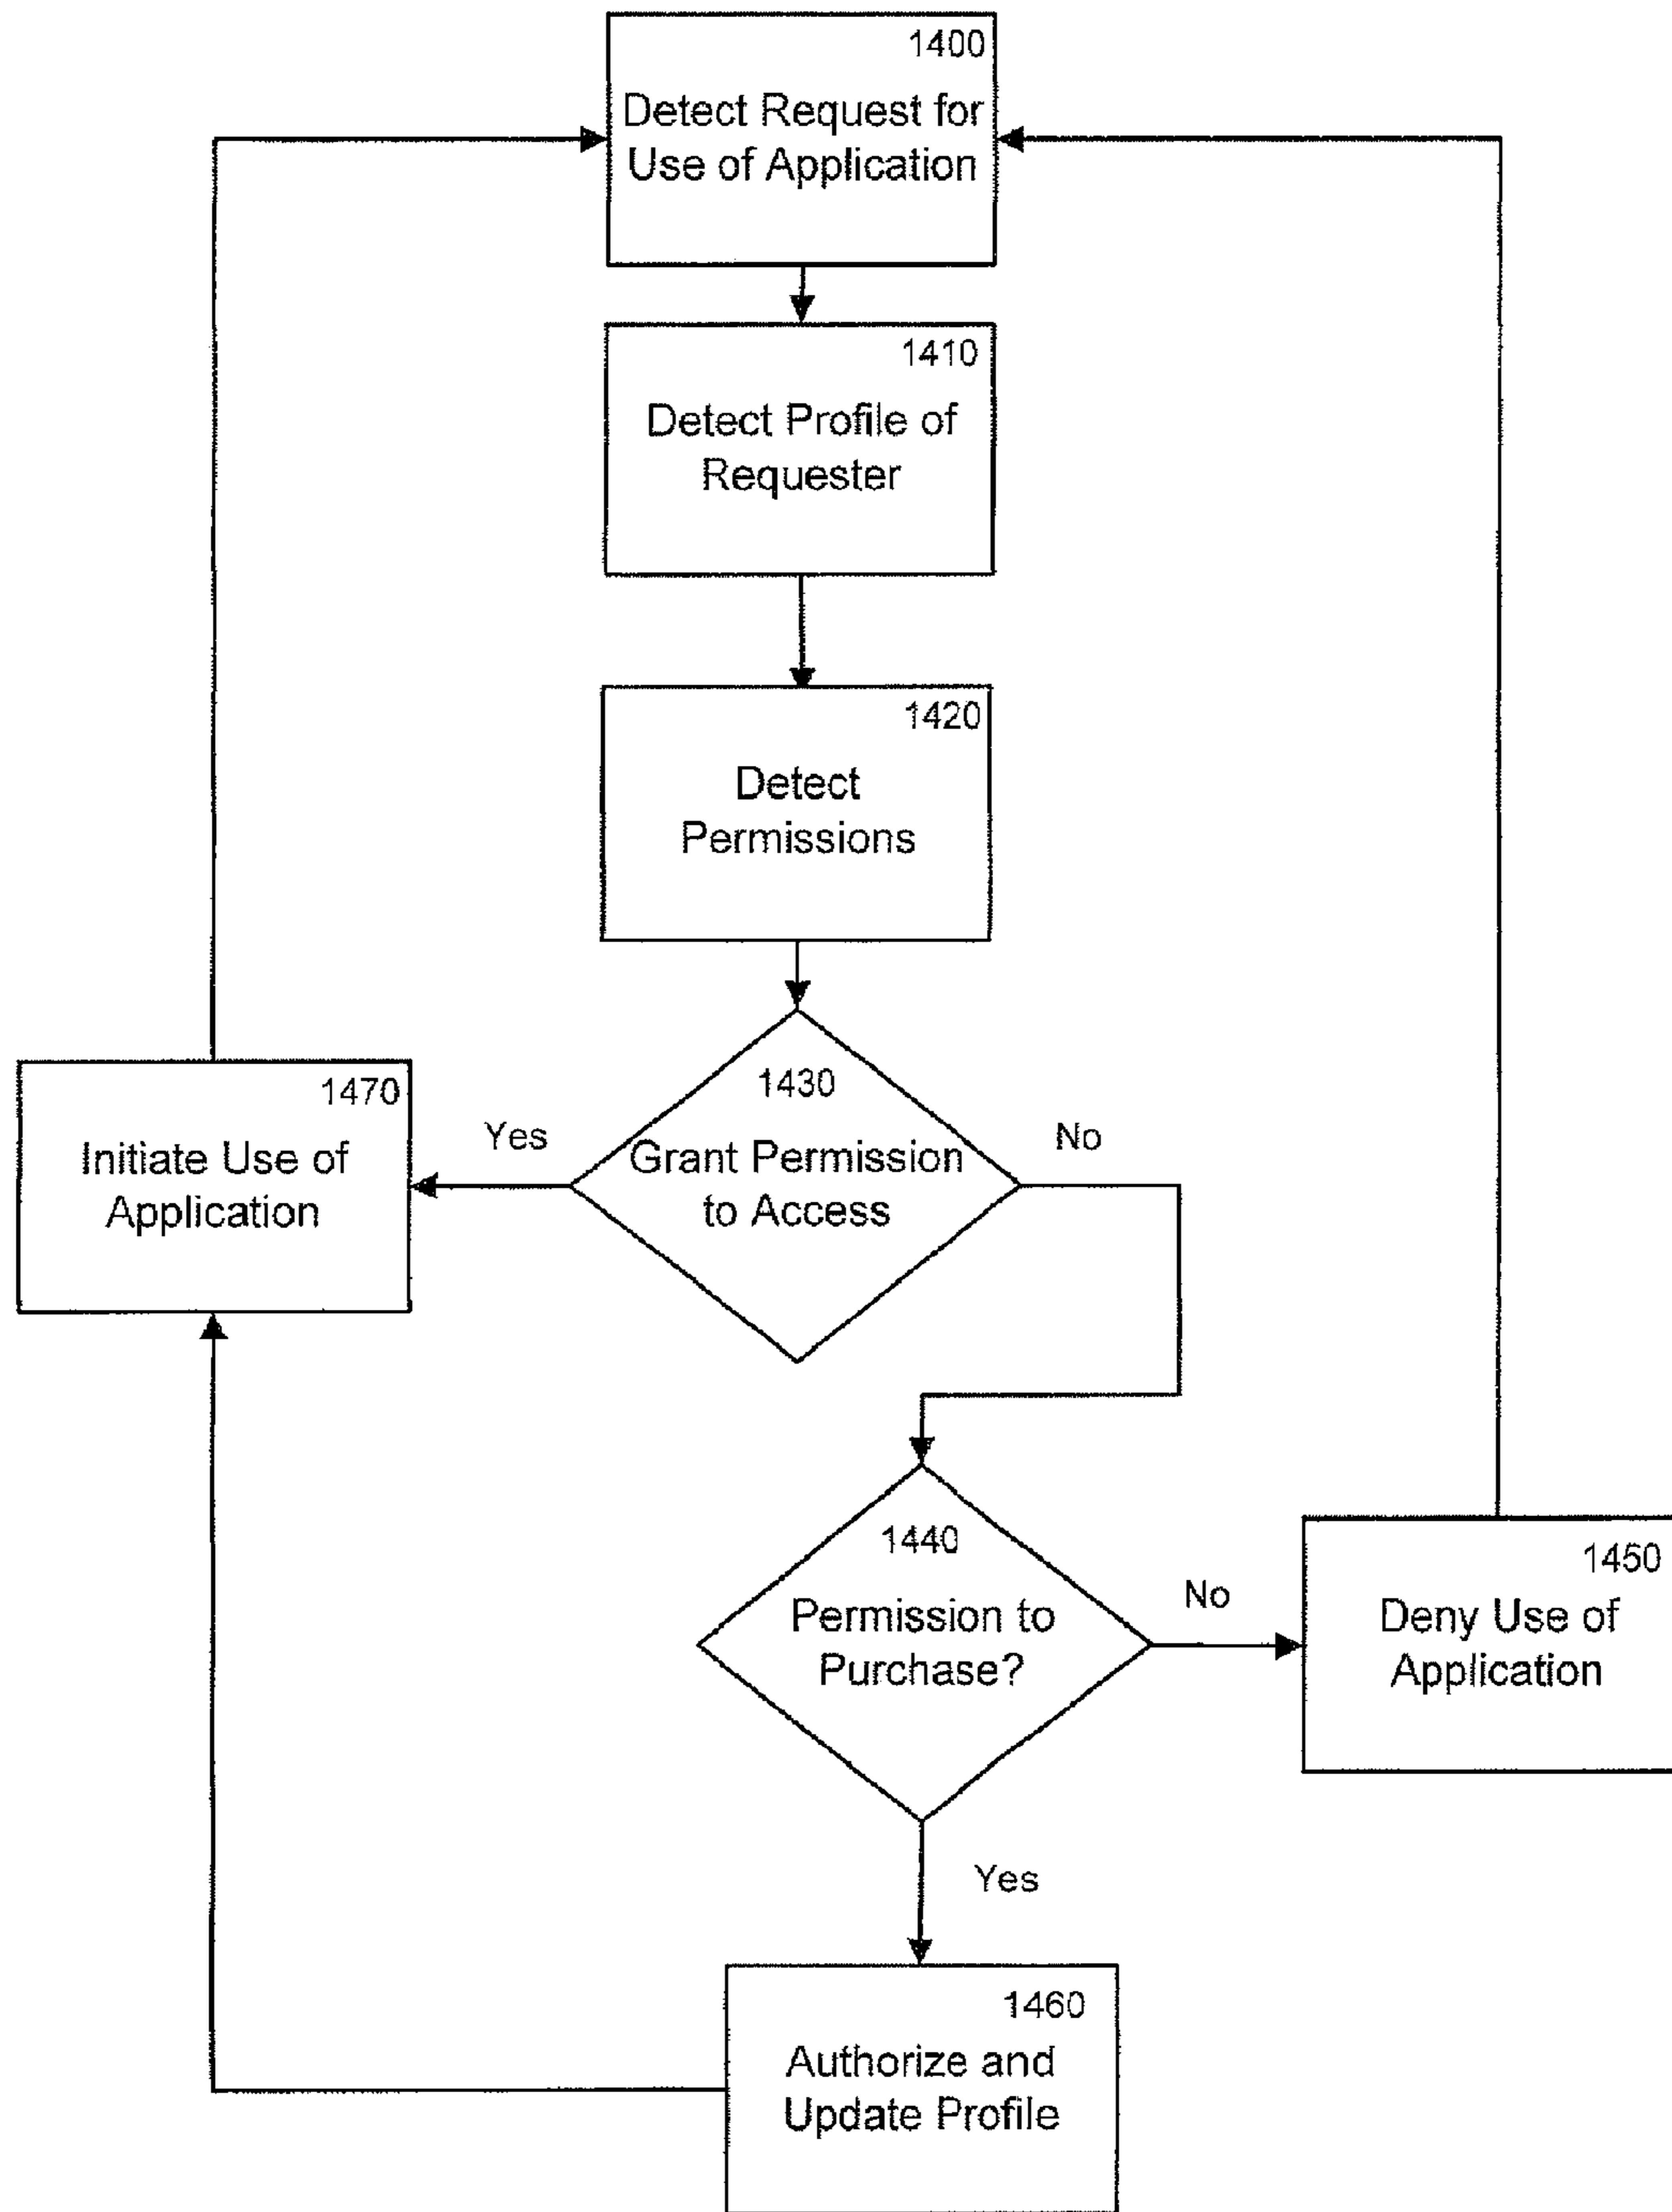 1400
Detect Request for
Use of Application
1410
Detect Profile of
Requester
1420
Detect
Permissions
1430
Grant Permission
to Access
Yes
No
1470
Initiate Use of
Application
1440
Permission to
Purchase?
No
Yes
1450
Deny Use of
Application
1460
Authorize and
Update Profile